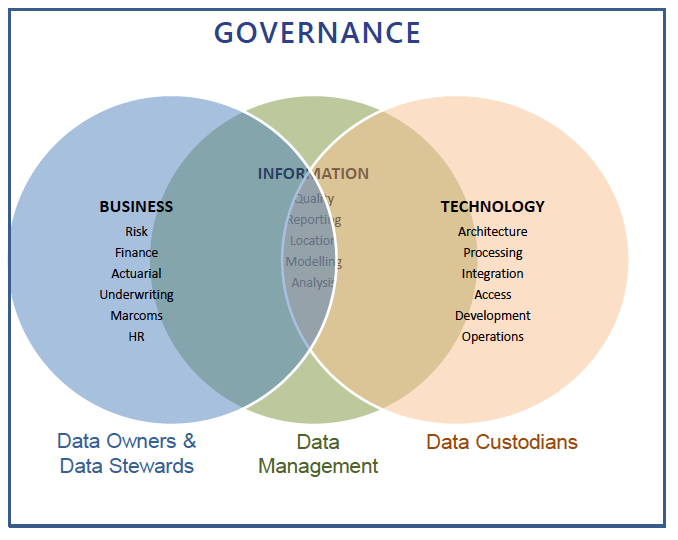 GOVERNANCE
BUSINESS
Risk
Finance
Actuarial
Underwriting
Marcoms
HR
INFORMATION
Quality
Reporting
Location
Modelling
Analysis
TECHNOLOGY
Architecture
Processing
Integration
Access
Development
Operations
Data Owners &
Data Stewards
Data
Management
Data Custodians